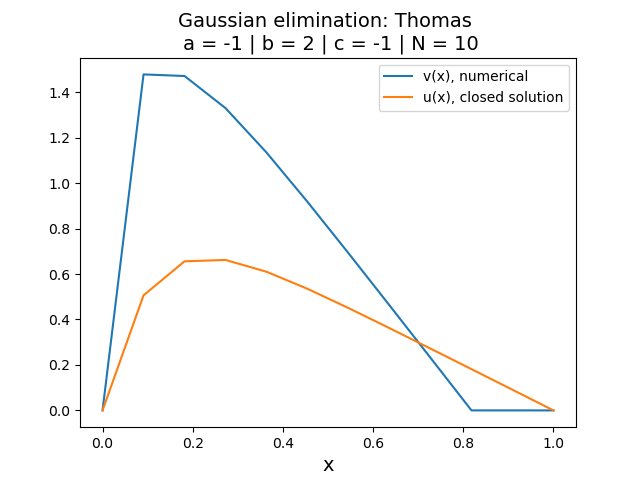 Gaussian elimination: Thomas
a = -1 | b = 2 | c = -1 | N = 10
v(x), numerical
u(x), closed solution
1.4
1.2
1.0
0.8
0.6
0.4
0.2
0.0
0.0 0.2 0.4 0.6 0.8 1.0
x